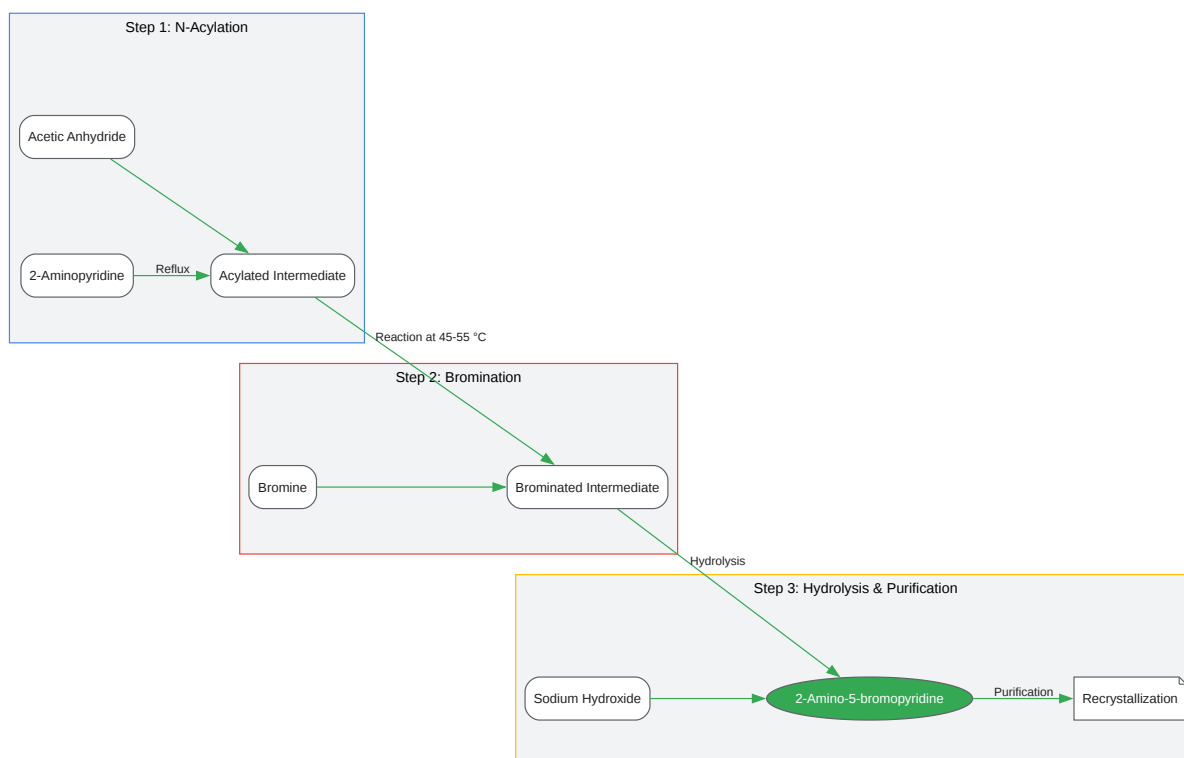 Step 1: N-Acylation
Acetic Anhydride
2-Aminopyridine
Reflux
Acylated Intermediate
Reaction at 45-55 °C
Step 2: Bromination
Bromine
Brominated Intermediate
Hydrolysis
Step 3: Hydrolysis & Purification
Sodium Hydroxide
2-Amino-5-bromopyridine
Purification
Recrystallization